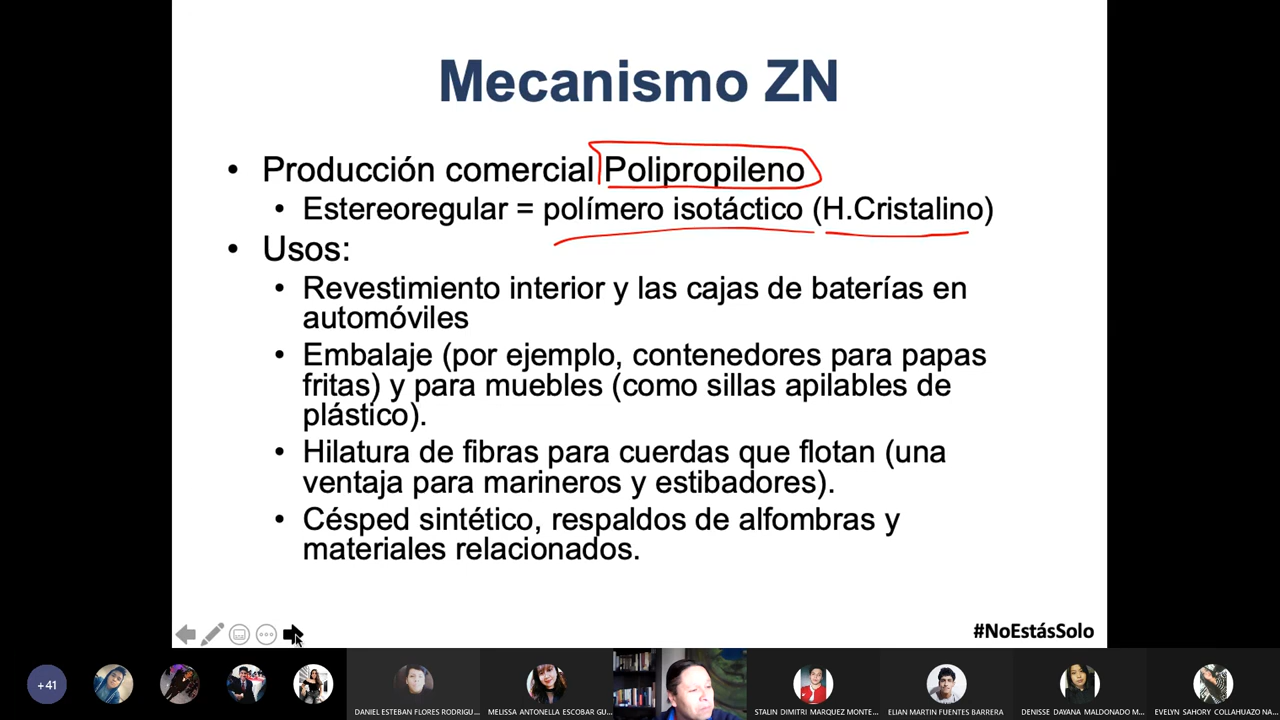 Mecanismo ZN
• Producción comercial Polipropileno
• Estereoregular = polímero isotáctico (H.Cristalino)
• Usos:
• Revestimiento interior y las cajas de baterías en
automóviles
• Embalaje (por ejemplo, contenedores para papas
fritas) y para muebles (como sillas apilables de
plástico).
• Hilatura de fibras para cuerdas que flotan (una
ventaja para marineros y estibadores).
• Césped sintético, respaldos de alfombras y
materiales relacionados.
#NoEstásSolo
+41
DANIEL ESTEBAN FLORES RODRIGU...
MELISSA ANTONELLA ESCOBAR GU...
STALIN DIMITRI MARQUEZ MONTE...
ELIAN MARTIN FUENTES BARRERA
DENISSE DAYANA MALDONADO M...
EVELYN SAHORY COLLAHUAZO NA...